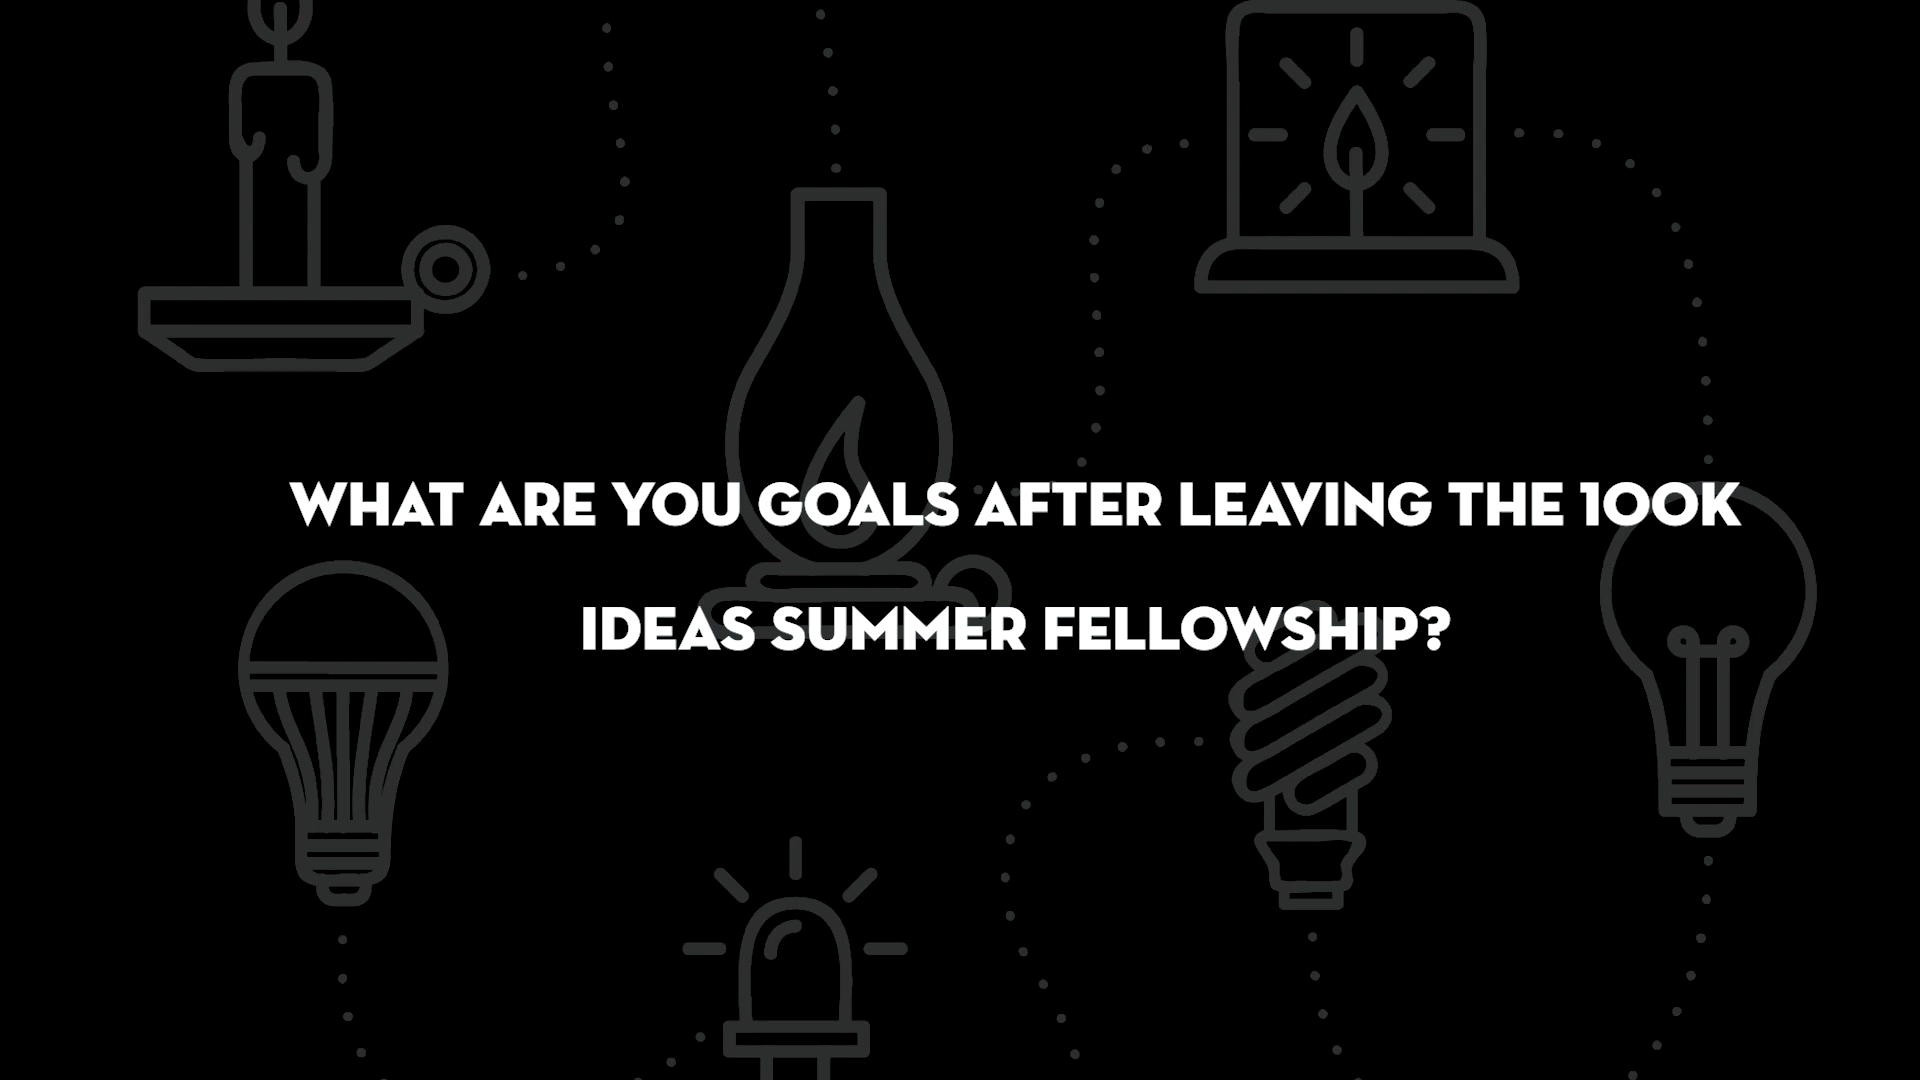 WHAT ARE YOU GOALS AFTER LEAVING THE 100K
IDEAS SUMMER FELLOWSHIP?